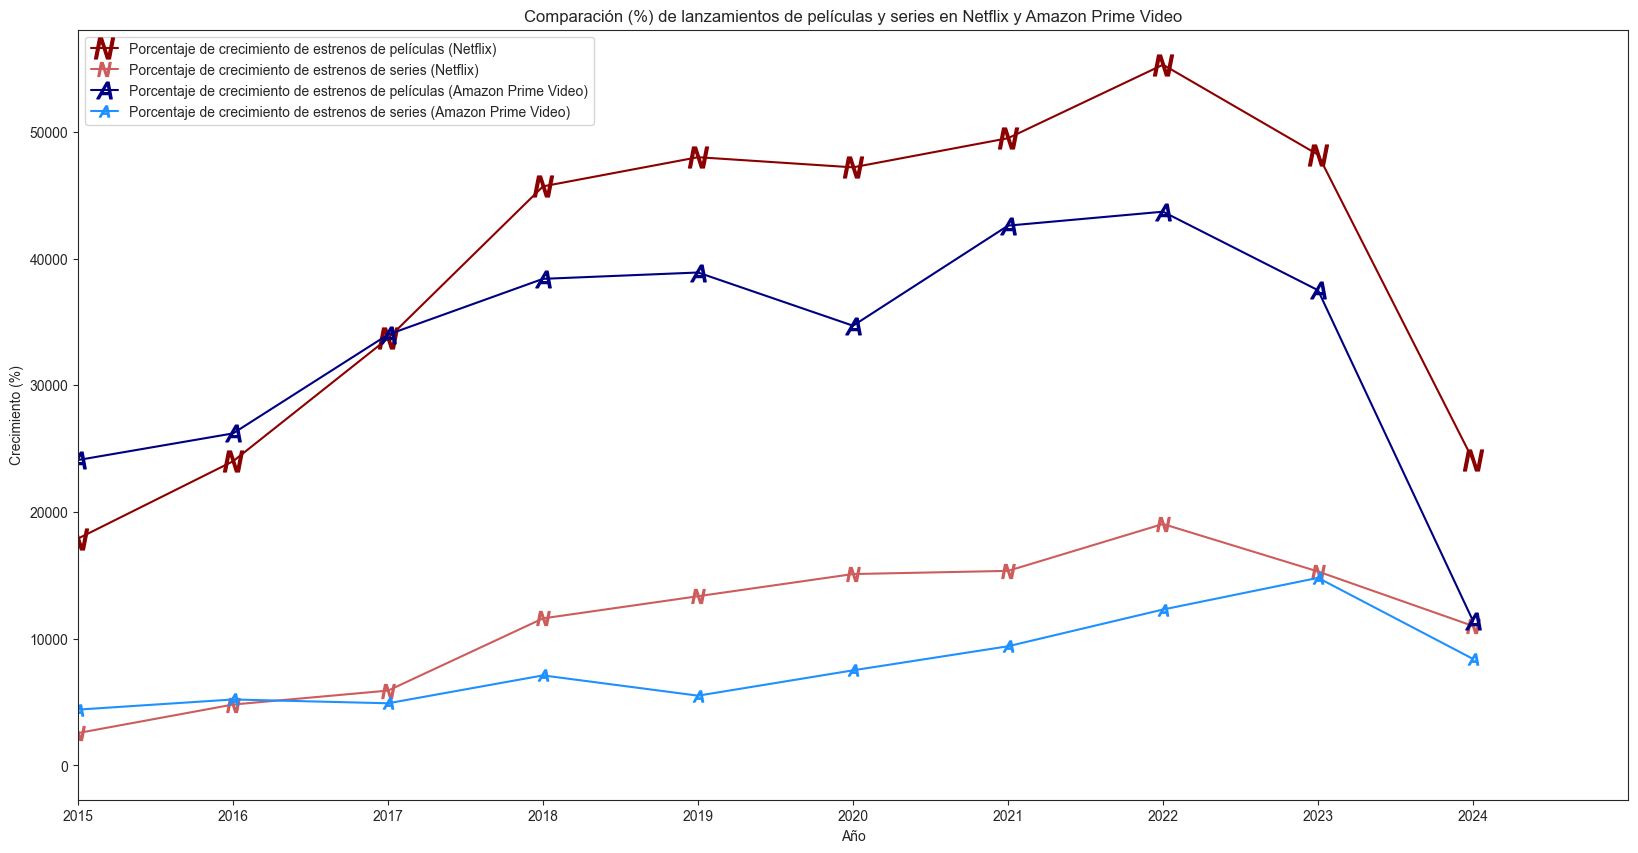 Comparación (%) de lanzamientos de películas y series en Netflix y Amazon Prime Video
Porcentaje de crecimiento de estrenos de películas (Netflix)
Porcentaje de crecimiento de estrenos de series (Netflix)
Porcentaje de crecimiento de estrenos de películas (Amazon Prime Video)
Porcentaje de crecimiento de estrenos de series (Amazon Prime Video)
Crecimiento (%)
50000
40000
30000
20000
10000
0
2015 2016 2017 2018 2019 2020 2021 2022 2023 2024
Año